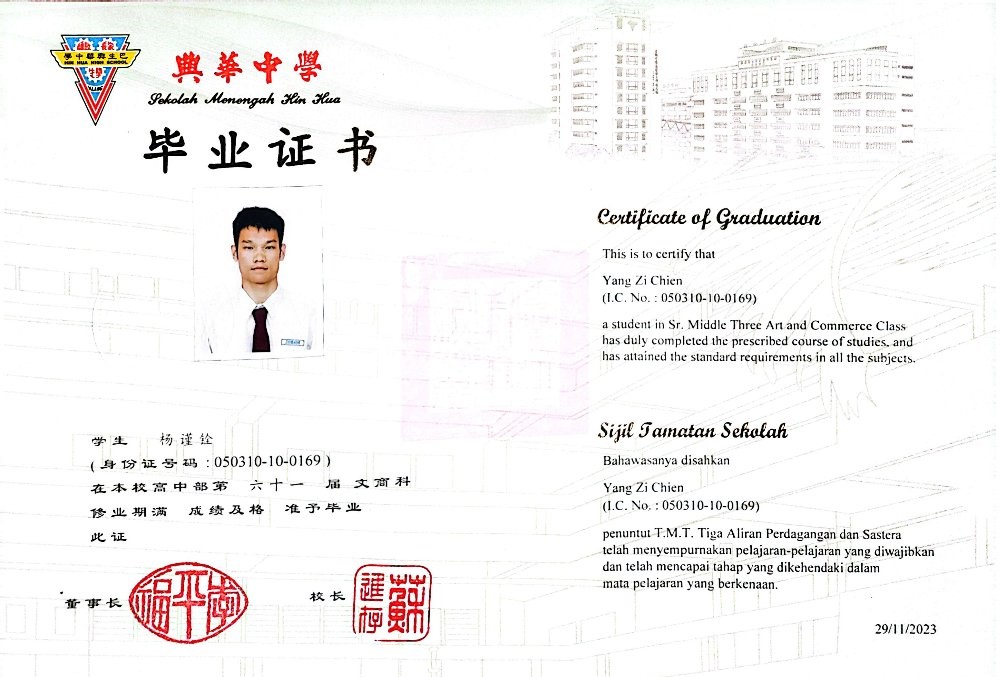 巴生興華中學
HIN HUA HIGH SCHOOL
KLANG
興華中學
Sekolah Menengah Hin Hua
毕业证书
学生 杨谨铨
(身份证号码 : 050310-10-0169)
在本校高中部第 六十一 届 文商科
修业期满 成绩及格 准予毕业
此证
董事长
校长
蘇進存
Certificate of Graduation
This is to certify that
Yang Zi Chien
(I.C. No. : 050310-10-0169)
a student in Sr. Middle Three Art and Commerce Class
has duly completed the prescribed course of studies, and
has attained the standard requirements in all the subjects.
Sijil Tamatan Sekolah
Bahawasanya disahkan
Yang Zi Chien
(I.C. No. : 050310-10-0169)
penuntut T.M.T. Tiga Aliran Perdagangan dan Sastera
telah menyempurnakan pelajaran-pelajaran yang diwajibkan
dan telah mencapai tahap yang dikehendaki dalam
mata pelajaran yang berkenaan.
29/11/2023